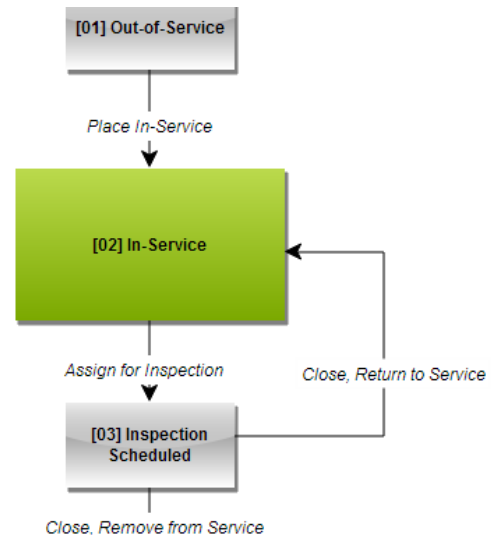 [01] Out-of-Service
Place In-Service
[02] In-Service
Assign for Inspection
Close, Return to Service
[03] Inspection
Scheduled
Close, Remove from Service